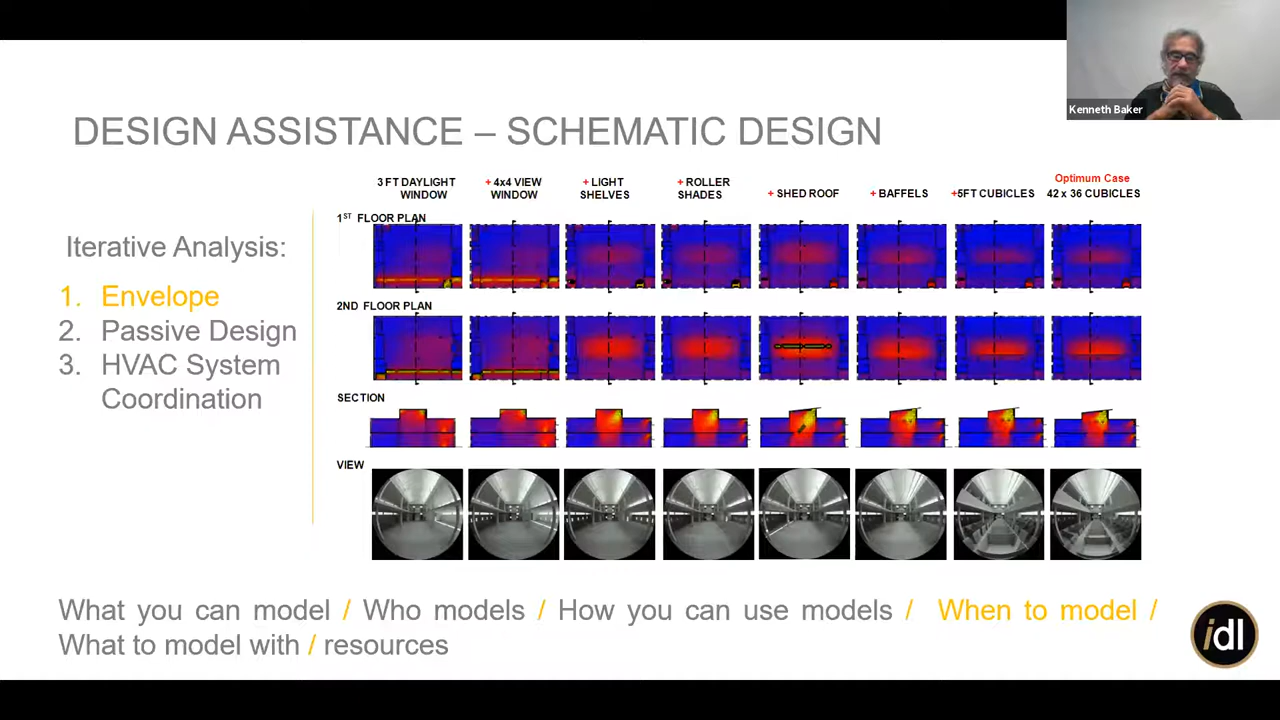 Kenneth Baker
DESIGN ASSISTANCE – SCHEMATIC DESIGN
Iterative Analysis:
1. Envelope
2. Passive Design
3. HVAC System
Coordination
3 FT DAYLIGHT
WINDOW
+ 4x4 VIEW
WINDOW
+ LIGHT
SHELVES
+ ROLLER
SHADES
+ SHED ROOF
+ BAFFELS
+5FT CUBICLES
Optimum Case
42 x 36 CUBICLES
1ST FLOOR PLAN
2ND FLOOR PLAN
SECTION
VIEW
What you can model / Who models / How you can use models / When to model /
What to model with / resources
idl